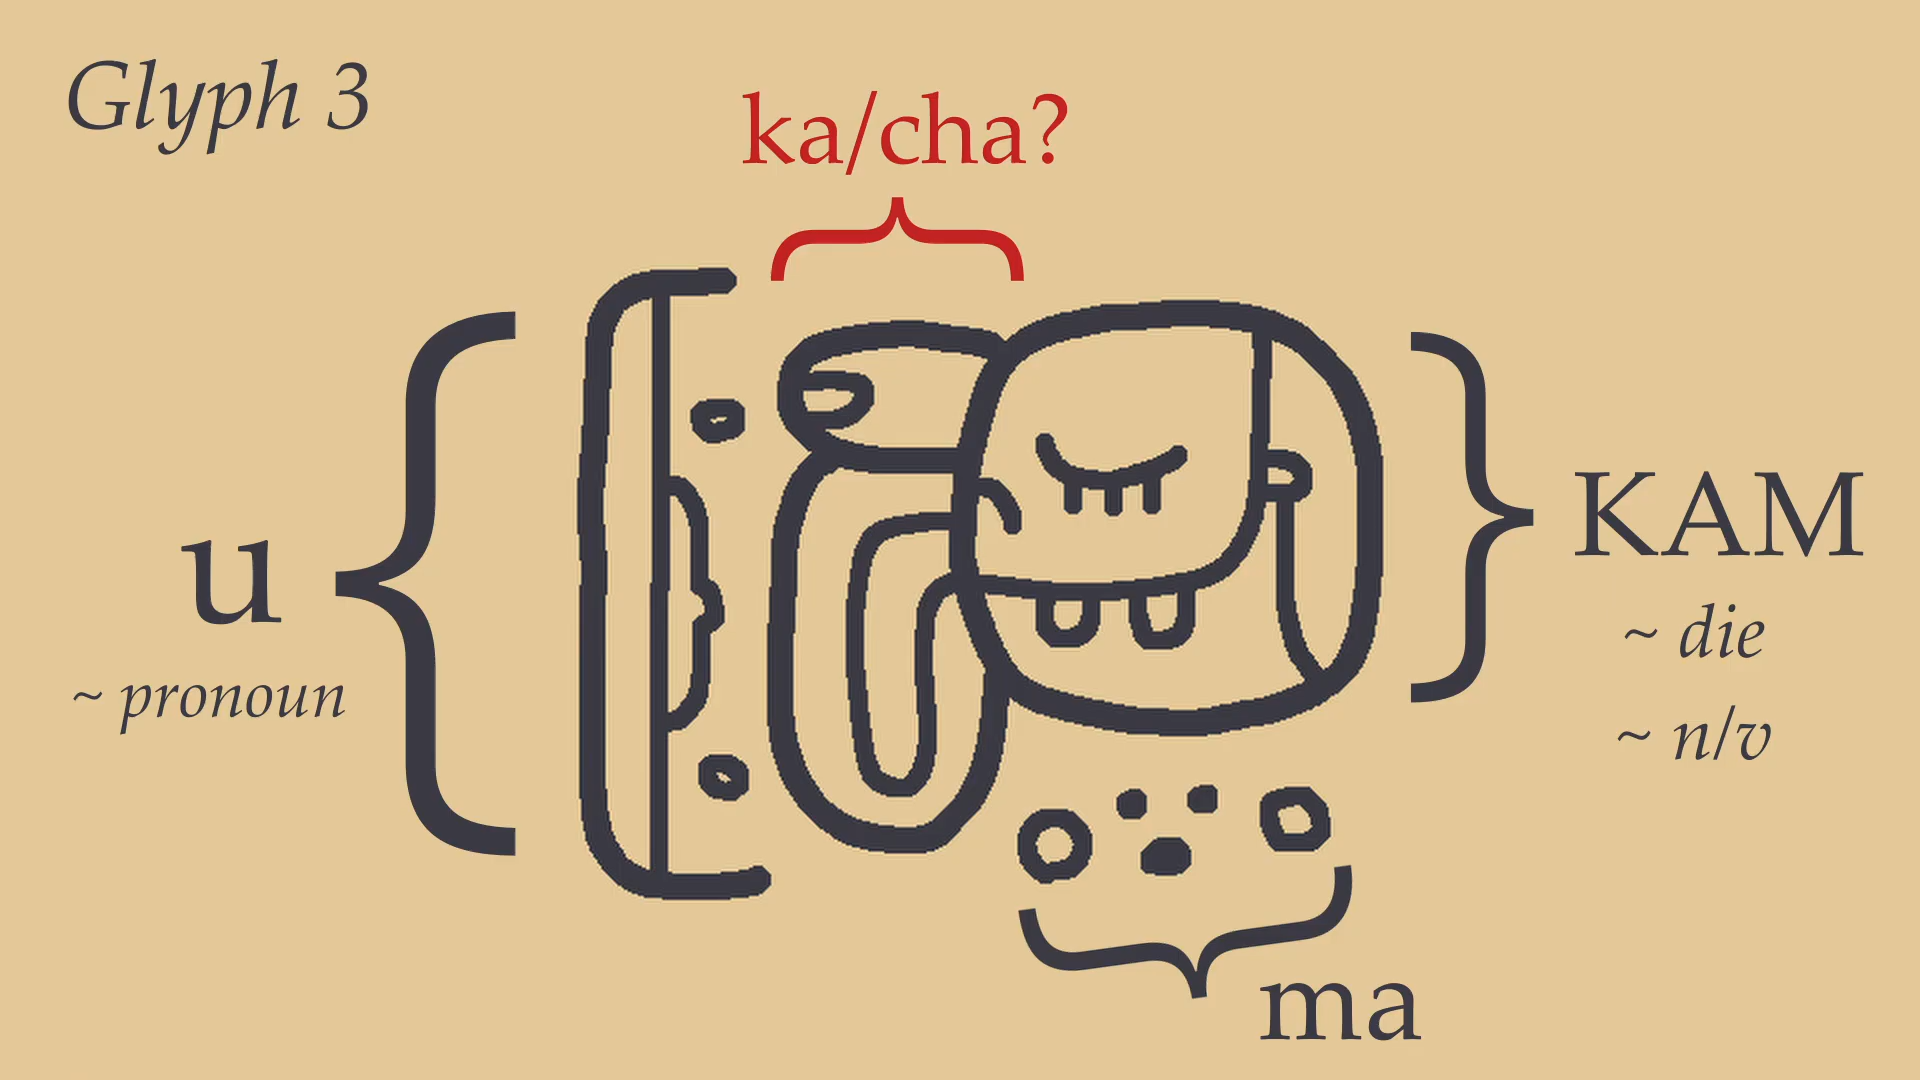 Glyph 3
ka/cha?
u
~ pronoun
KAM
~ die
~ n/v
ma